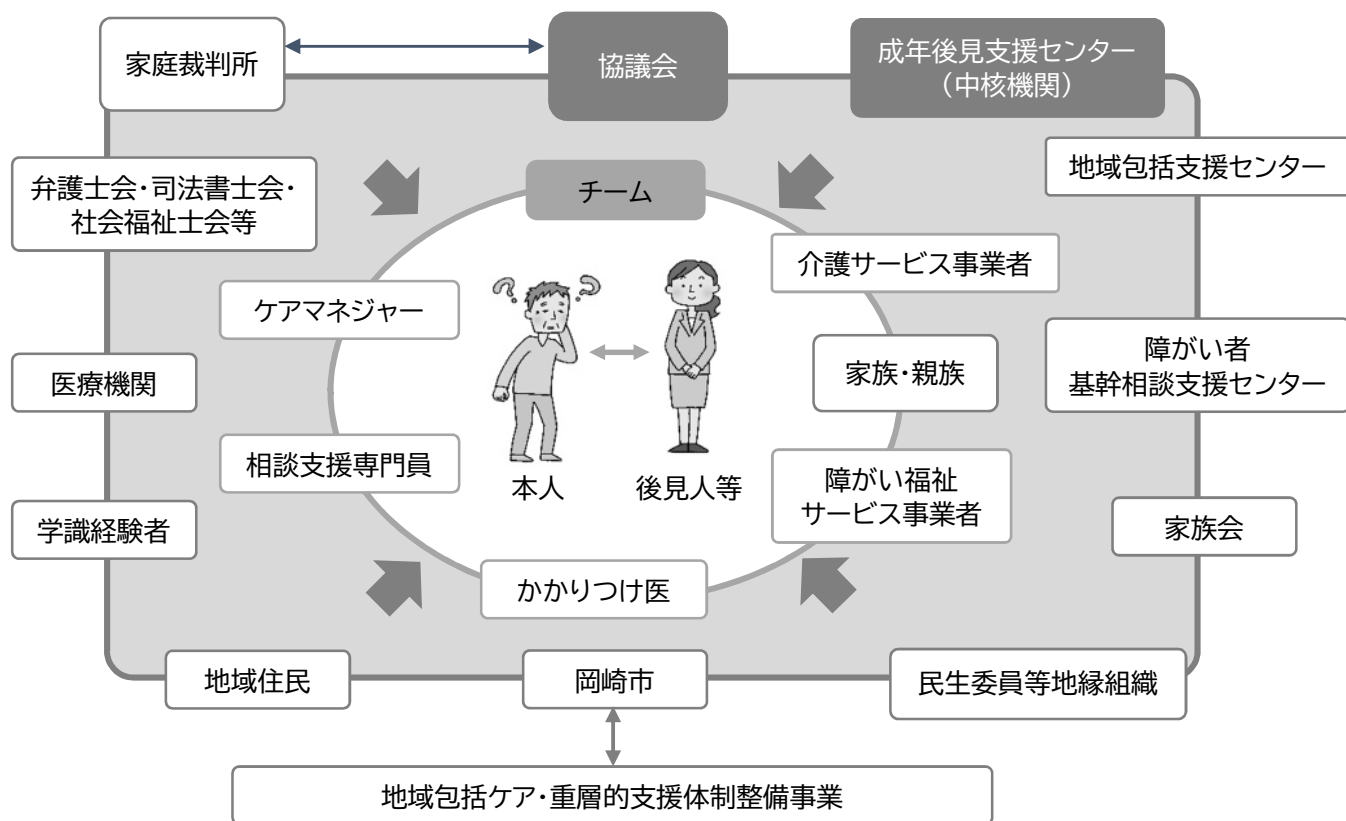 家庭裁判所
協議会
成年後見支援センター
（中核機関）
弁護士会・司法書士会・
社会福祉士会等
チーム
地域包括支援センター
ケアマネジャー
介護サービス事業者
医療機関
家族・親族
障がい者
基幹相談支援センター
相談支援専門員
本人
後見人等
障がい福祉
サービス事業者
学識経験者
家族会
かかりつけ医
地域住民
岡崎市
民生委員等地縁組織
地域包括ケア・重層的支援体制整備事業